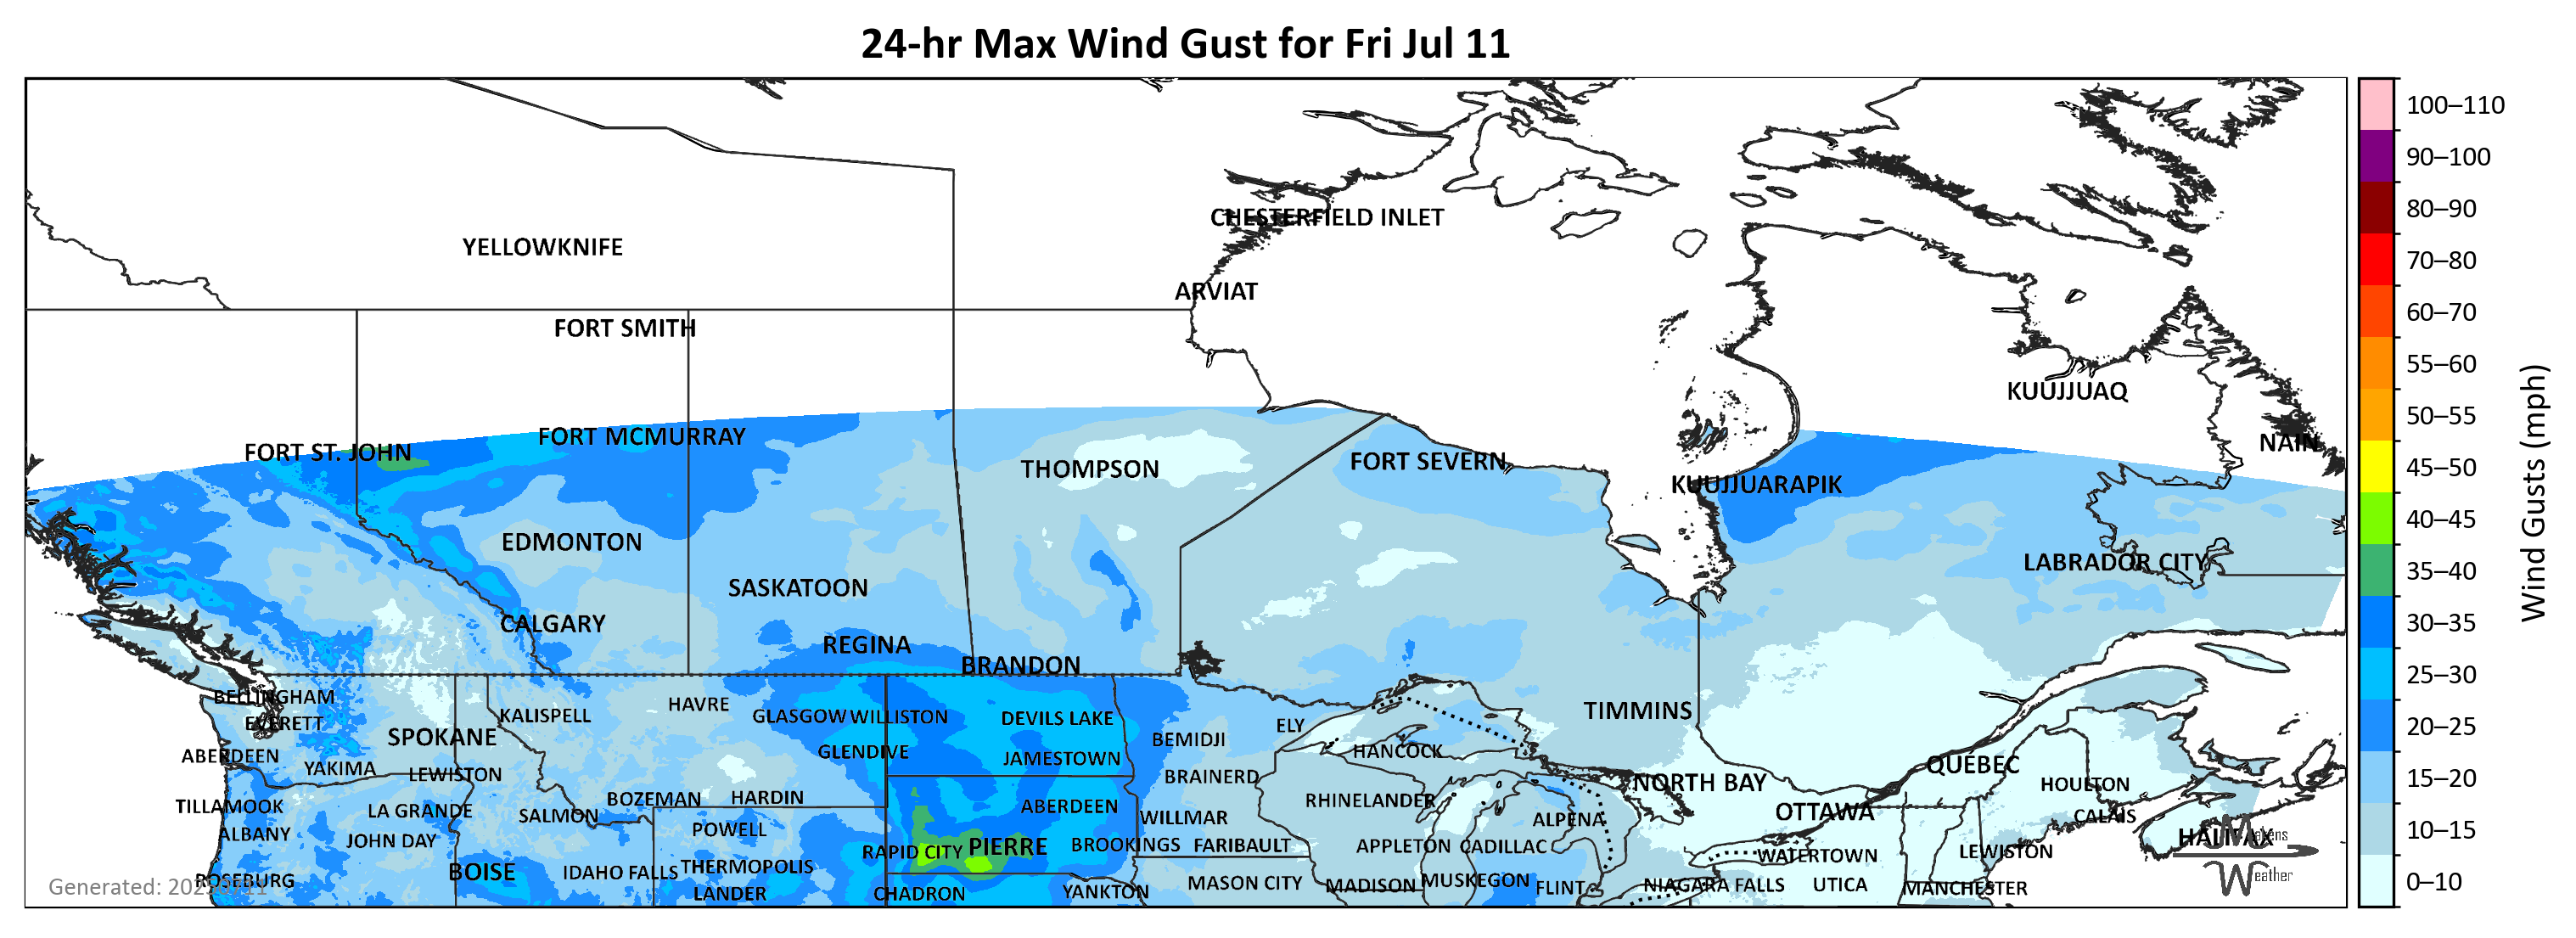 24-hr Max Wind Gust for Fri Jul 11
100–110
90–100
80–90
70–80
60–70
55–60
50–55
45–50
40–45
35–40
30–35
25–30
20–25
15–20
10–15
0–10
Wind Gusts (mph)
CHESTERFIELD INLET
YELLOWKNIFE
ARVIAT
FORT SMITH
KUUJJUAQ
FORT MCMURRAY
NAIN
FORT ST. JOHN
FORT SEVERN
THOMPSON
KUUJJUARAPIK
EDMONTON
LABRADOR CITY
SASKATOON
CALGARY
REGINA
BRANDON
BELLINGHAM
HAVRE
TIMMINS
KALISPELL
GLASGOW WILLISTON
DEVILS LAKE
EVERETT
ELY
SPOKANE
BEMIDJI
HANCOCK
GLENDIVE
ABERDEEN
JAMESTOWN
QUEBEC
YAKIMA
LEWISTON
BRAINERD
NORTH BAY
HOULTON
BOZEMAN
HARDIN
RHINELANDER
TILLAMOOK
LA GRANDE
ABERDEEN
OTTAWA
SALMON
CALAIS
WILLMAR
ALPENA
POWELL
ALBANY
HALIFAX
Makens
JOHN DAY
RAPID CITY
PIERRE
BROOKINGS
FARIBAULT
APPLETON
CADILLAC
WATERTOWN
LEWISTON
THERMOPOLIS
BOISE
IDAHO FALLS
Weather
ROSEBURG
MUSKEGON
MASON CITY
MADISON
NIAGARA FALLS
UTICA
FLINT
MANCHESTER
LANDER
CHADRON
YANKTON
Generated: